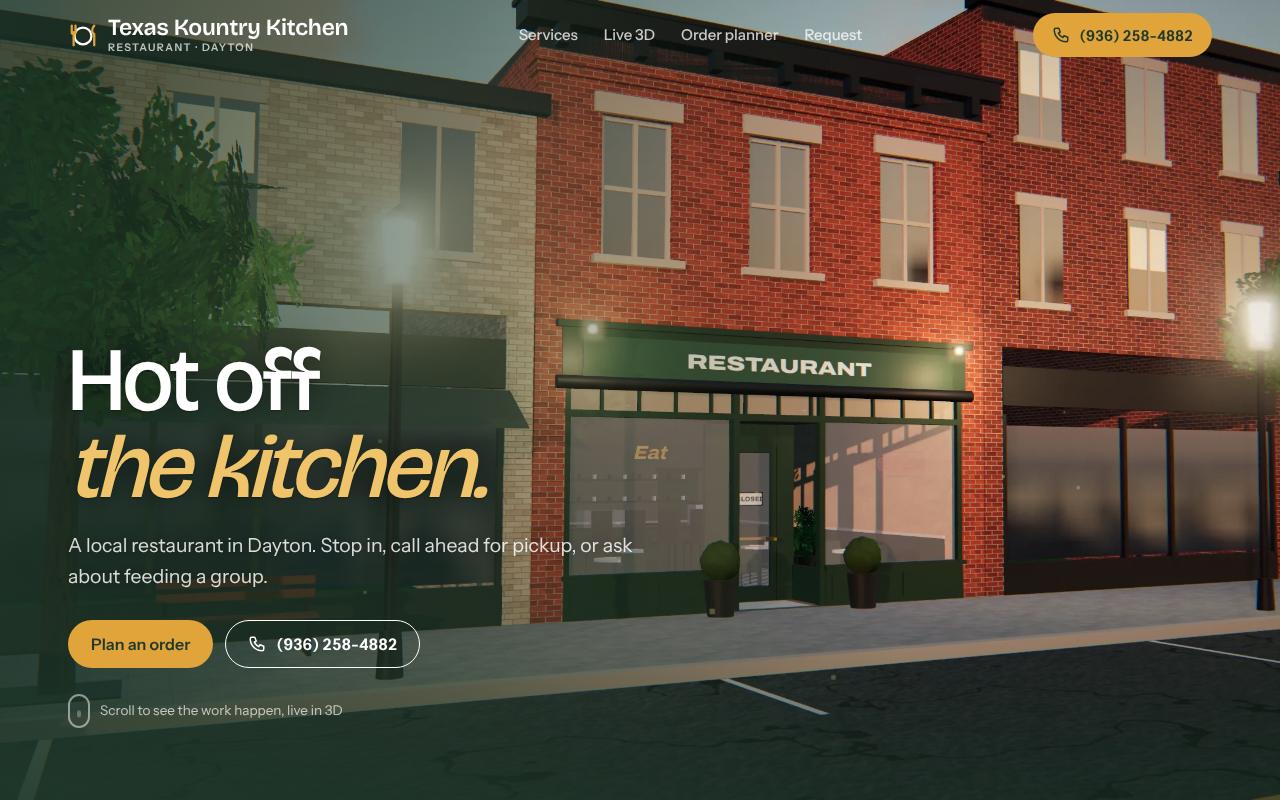 Texas Kountry Kitchen
RESTAURANT · DAYTON
Services
Live 3D
Order planner
Request
(936) 258-4882
RESTAURANT
Eat
CLOSED
Hot off
the kitchen.
A local restaurant in Dayton. Stop in, call ahead for pickup, or ask
about feeding a group.
Plan an order
(936) 258-4882
Scroll to see the work happen, live in 3D